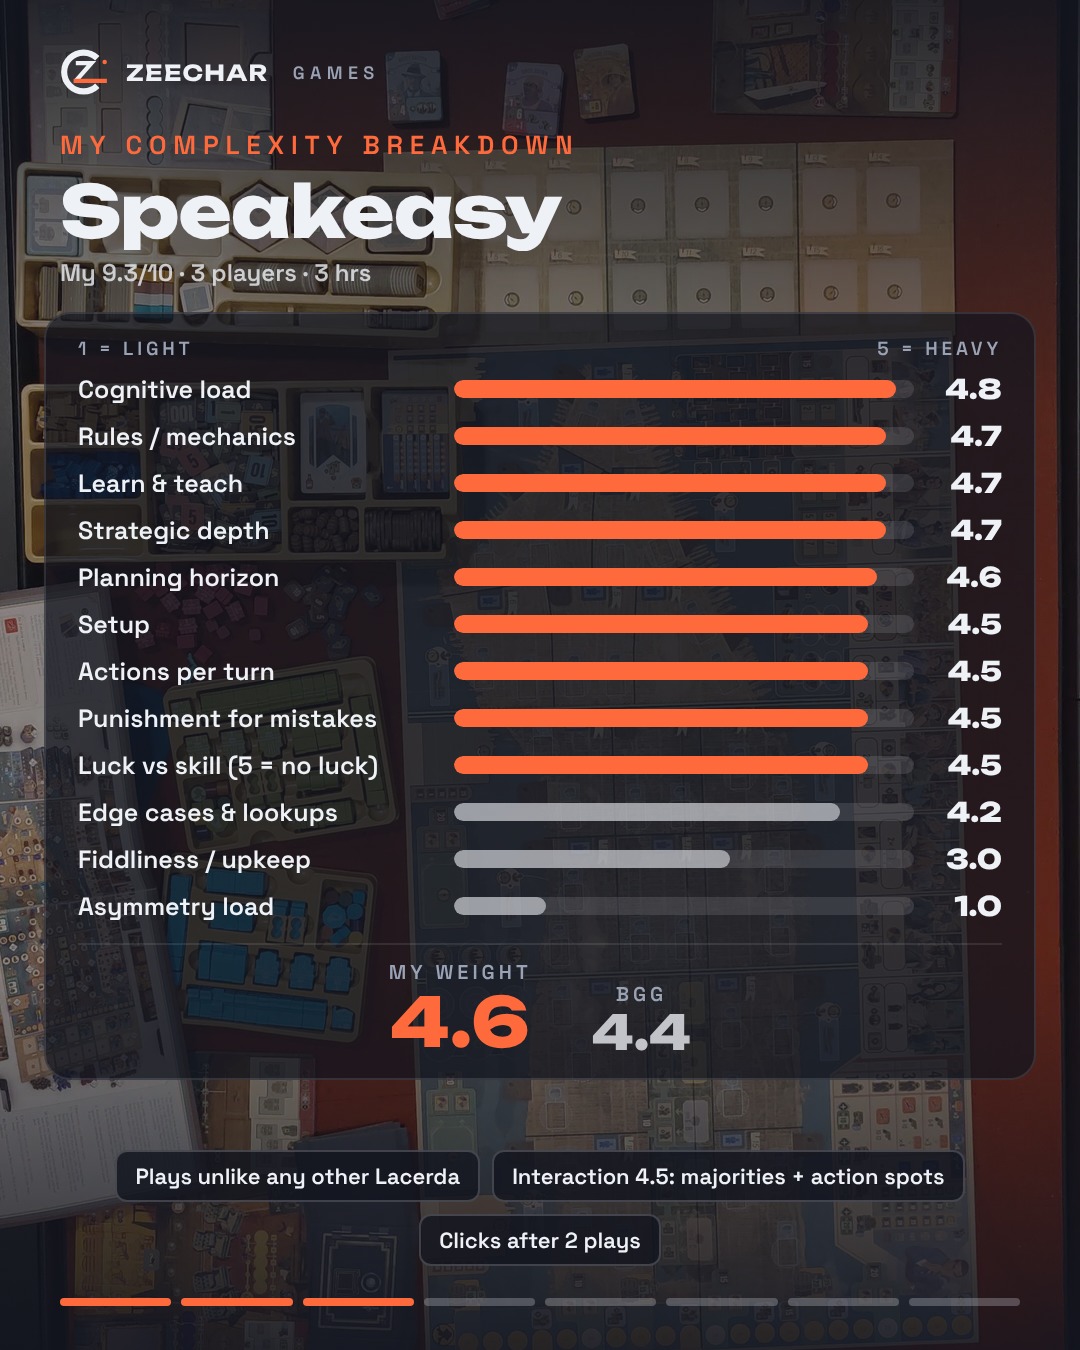 ZEECHAR GAMES
MY COMPLEXITY BREAKDOWN
Speakeasy
My 9.3/10 · 3 players · 3 hrs
1 = LIGHT 5 = HEAVY
Cognitive load 4.8
Rules / mechanics 4.7
Learn & teach 4.7
Strategic depth 4.7
Planning horizon 4.6
Setup 4.5
Actions per turn 4.5
Punishment for mistakes 4.5
Luck vs skill (5 = no luck) 4.5
Edge cases & lookups 4.2
Fiddliness / upkeep 3.0
Asymmetry load 1.0
MY WEIGHT BGG
4.6 4.4
Plays unlike any other Lacerda Interaction 4.5: majorities + action spots
Clicks after 2 plays